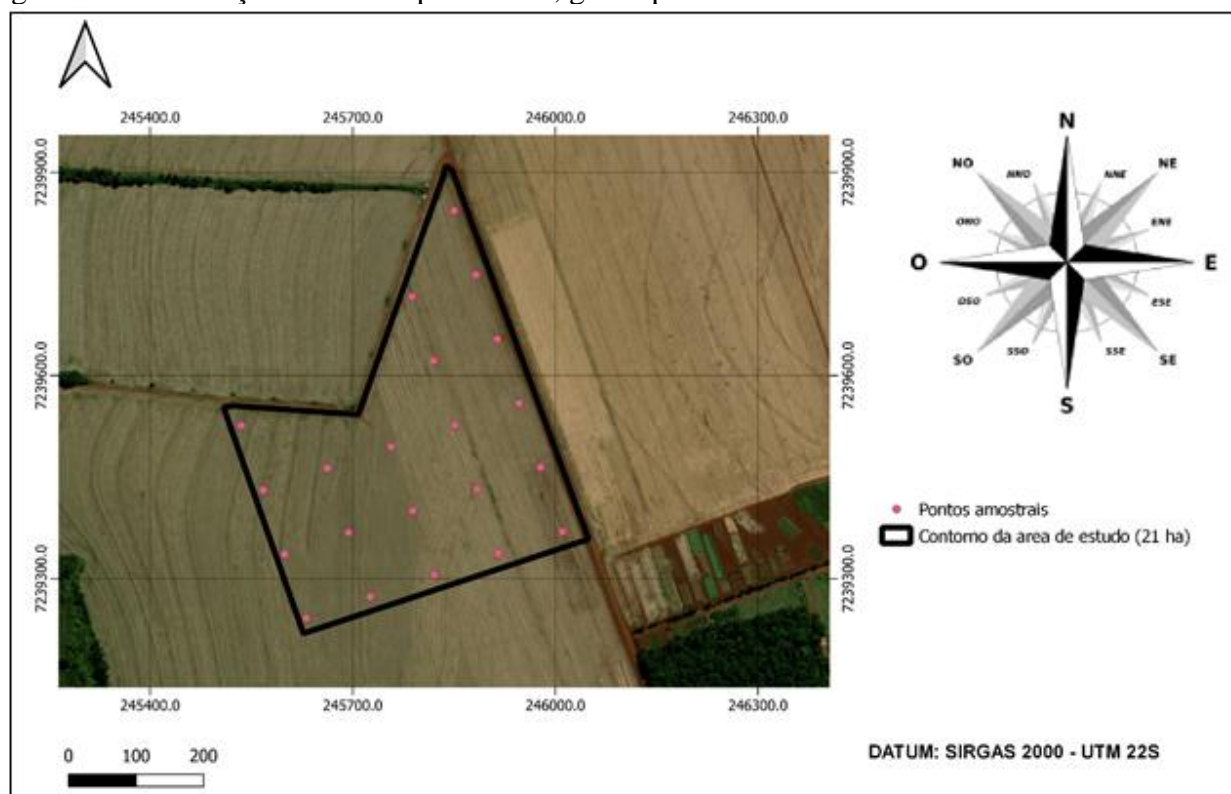 245400.0 245700.0 246000.0 246300.0
7239900.0 7239900.0
7239600.0 7239600.0
7239300.0 7239300.0
245400.0 245700.0 246000.0 246300.0
N
NNO NNE
NO NE
ONO ENE
O E
OSO ESE
SO SE
SSO SSE
S
Pontos amostrais
Contorno da area de estudo (21 ha)
0 100 200
DATUM: SIRGAS 2000 - UTM 22S